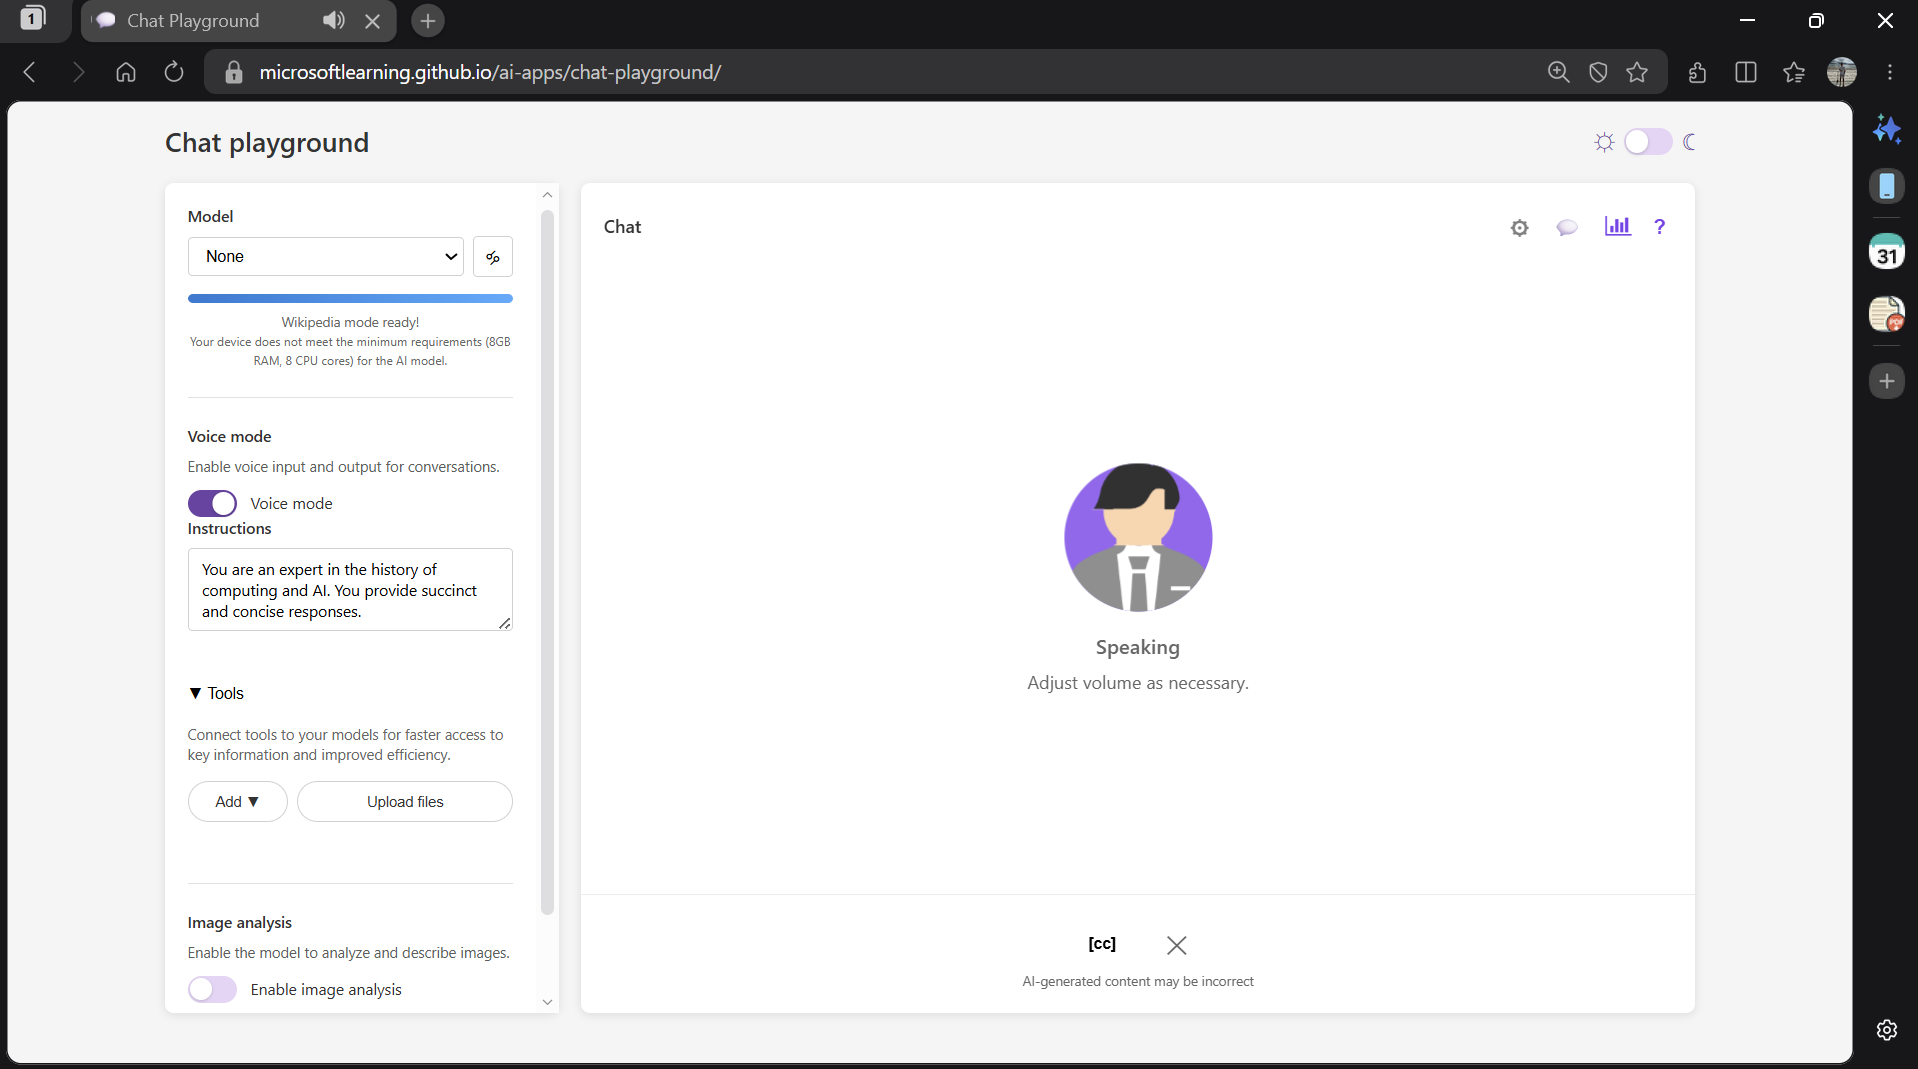 1
Chat Playground
microsoftlearning.github.io/ai-apps/chat-playground/
Chat playground
Model
None
Wikipedia mode ready!
Your device does not meet the minimum requirements (8GB
RAM, 8 CPU cores) for the AI model.
Voice mode
Enable voice input and output for conversations.
Voice mode
Instructions
You are an expert in the history of
computing and AI. You provide succinct
and concise responses.
▼ Tools
Connect tools to your models for faster access to
key information and improved efficiency.
Add ▼
Upload files
Image analysis
Enable the model to analyze and describe images.
Enable image analysis
Chat
?
Speaking
Adjust volume as necessary.
[cc]
AI-generated content may be incorrect
31
PDF